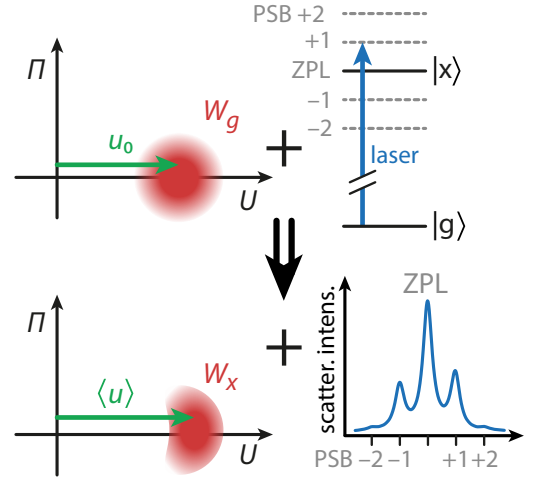 Π
u₀
W_g
U
PSB +2
+1
ZPL
−1
−2
|x⟩
laser
|g⟩
+
Π
⟨u⟩
W_x
U
+
ZPL
scatter. intens.
PSB −2 −1 +1 +2